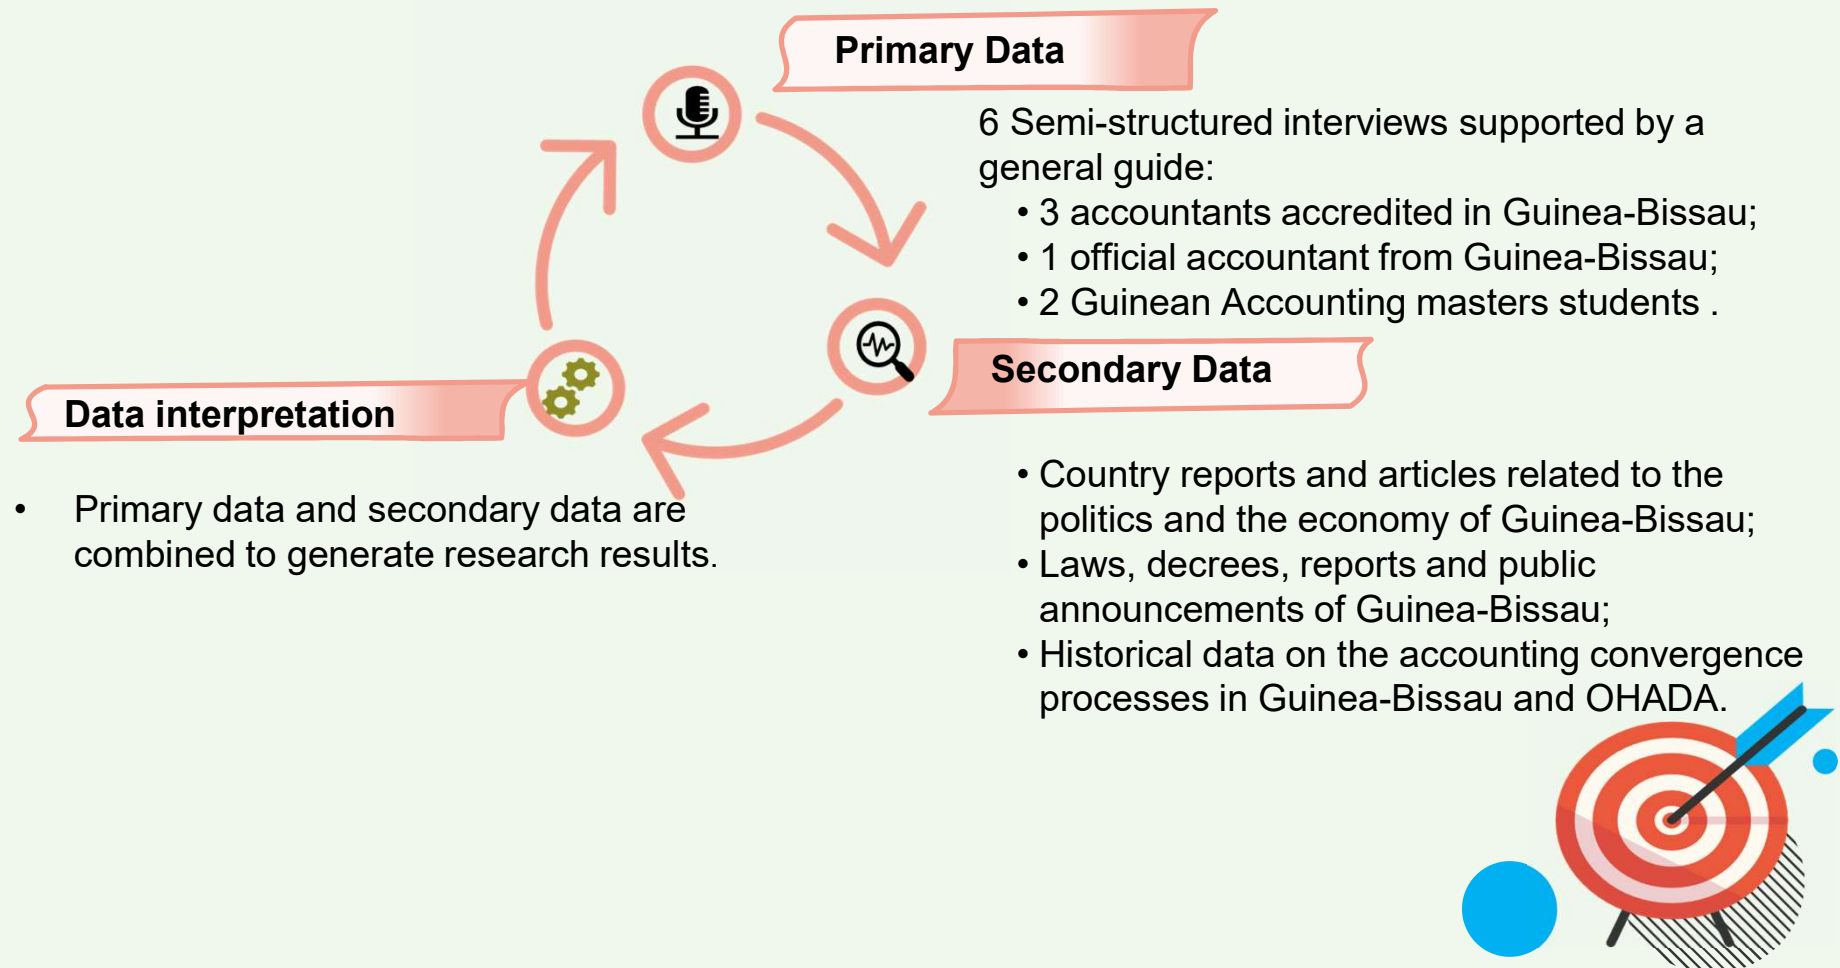 Primary Data
6 Semi-structured interviews supported by a
general guide:
• 3 accountants accredited in Guinea-Bissau;
• 1 official accountant from Guinea-Bissau;
• 2 Guinean Accounting masters students .
Secondary Data
• Country reports and articles related to the
politics and the economy of Guinea-Bissau;
• Laws, decrees, reports and public
announcements of Guinea-Bissau;
• Historical data on the accounting convergence
processes in Guinea-Bissau and OHADA.
Data interpretation
• Primary data and secondary data are
combined to generate research results.